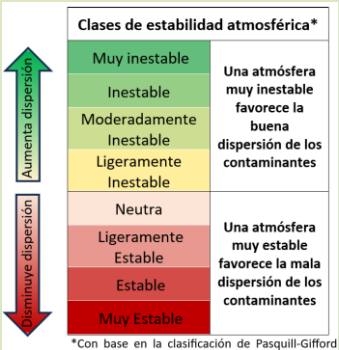 Clases de estabilidad atmosférica*
Aumenta dispersión
Muy inestable
Inestable
Moderadamente
Inestable
Ligeramente
Inestable
Una atmósfera
muy inestable
favorece la
buena
dispersión de los
contaminantes
Disminuye dispersión
Neutra
Ligeramente
Estable
Estable
Muy Estable
Una atmósfera
muy estable
favorece la mala
dispersión de los
contaminantes
*Con base en la clasificación de Pasquill-Gifford